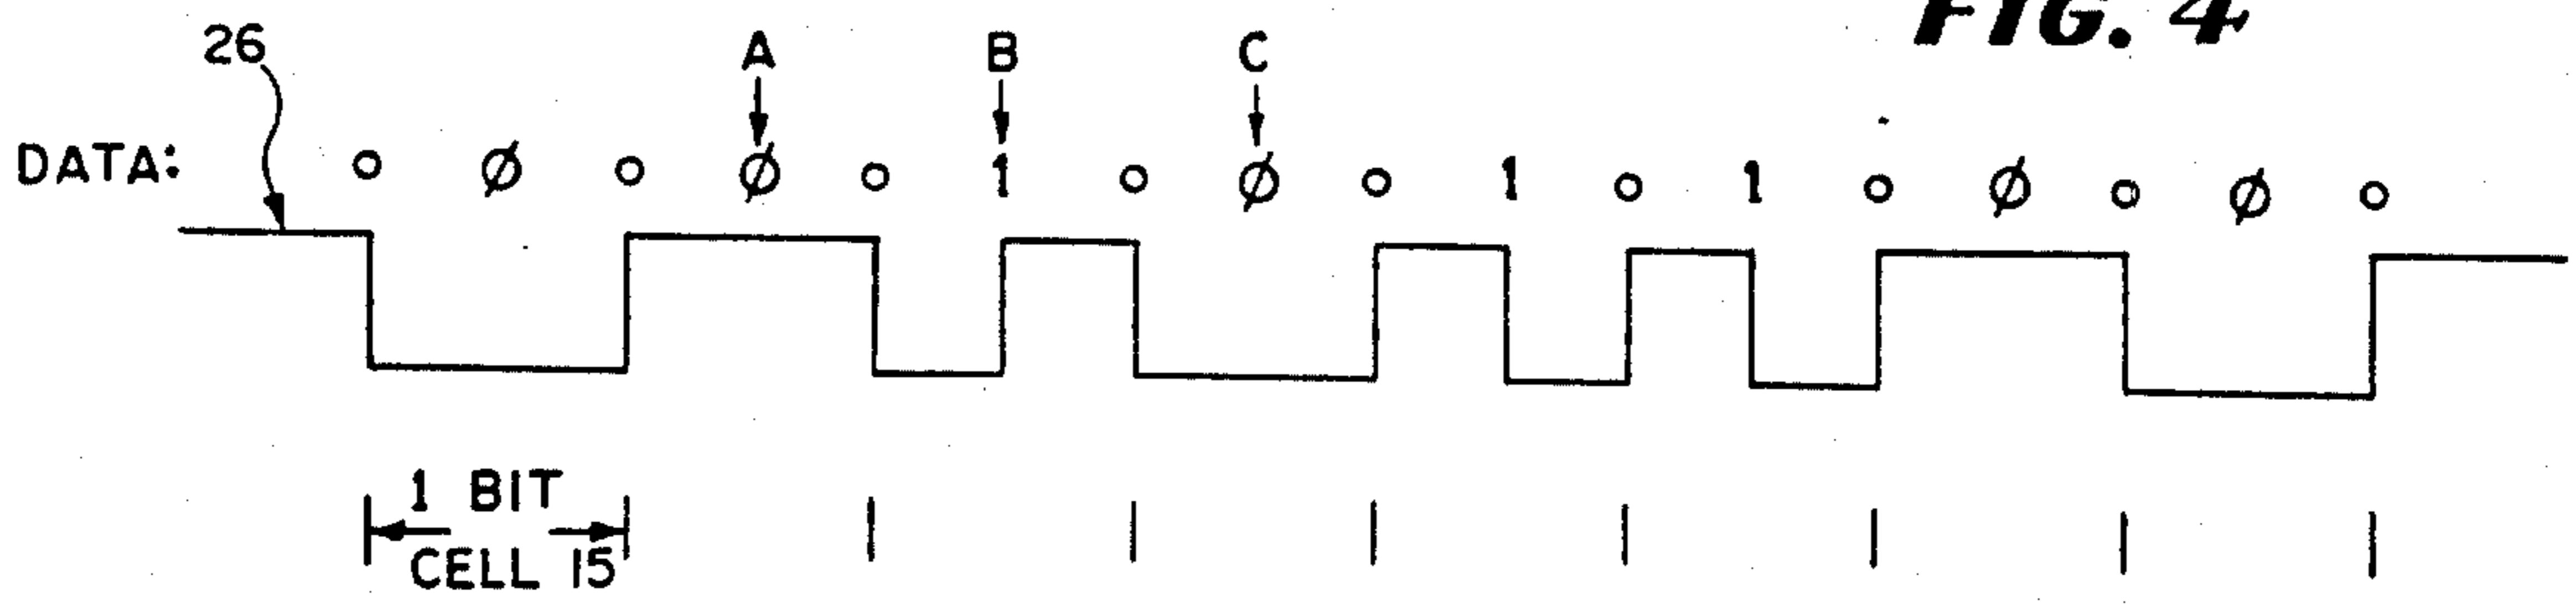 FIG. 4
26
A B C
DATA: o Ø o Ø o 1 o Ø o 1 o 1 o Ø o Ø o
1 BIT
CELL 15